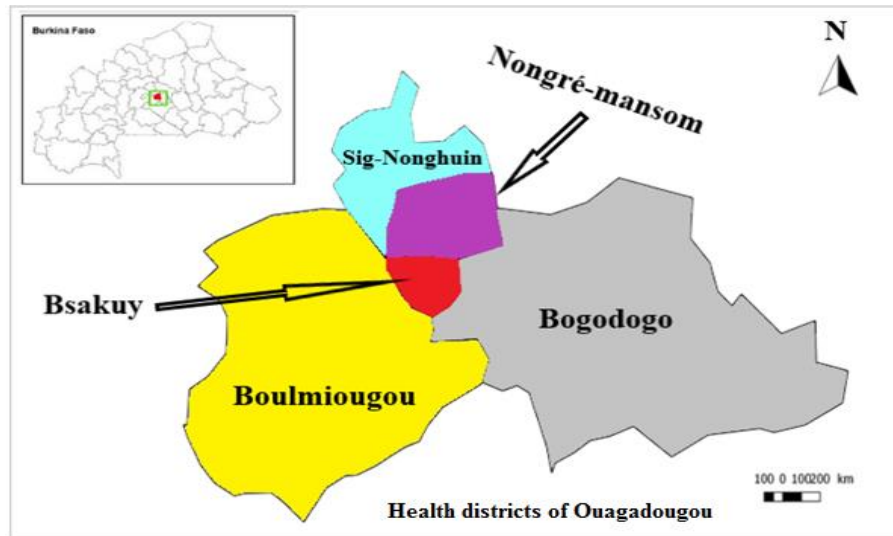 Burkina Faso
N
Nongré-mansom
Sig-Nonghuin
Bsakuy
Bogodogo
Boulmiougou
100 0 100200 km
Health districts of Ouagadougou